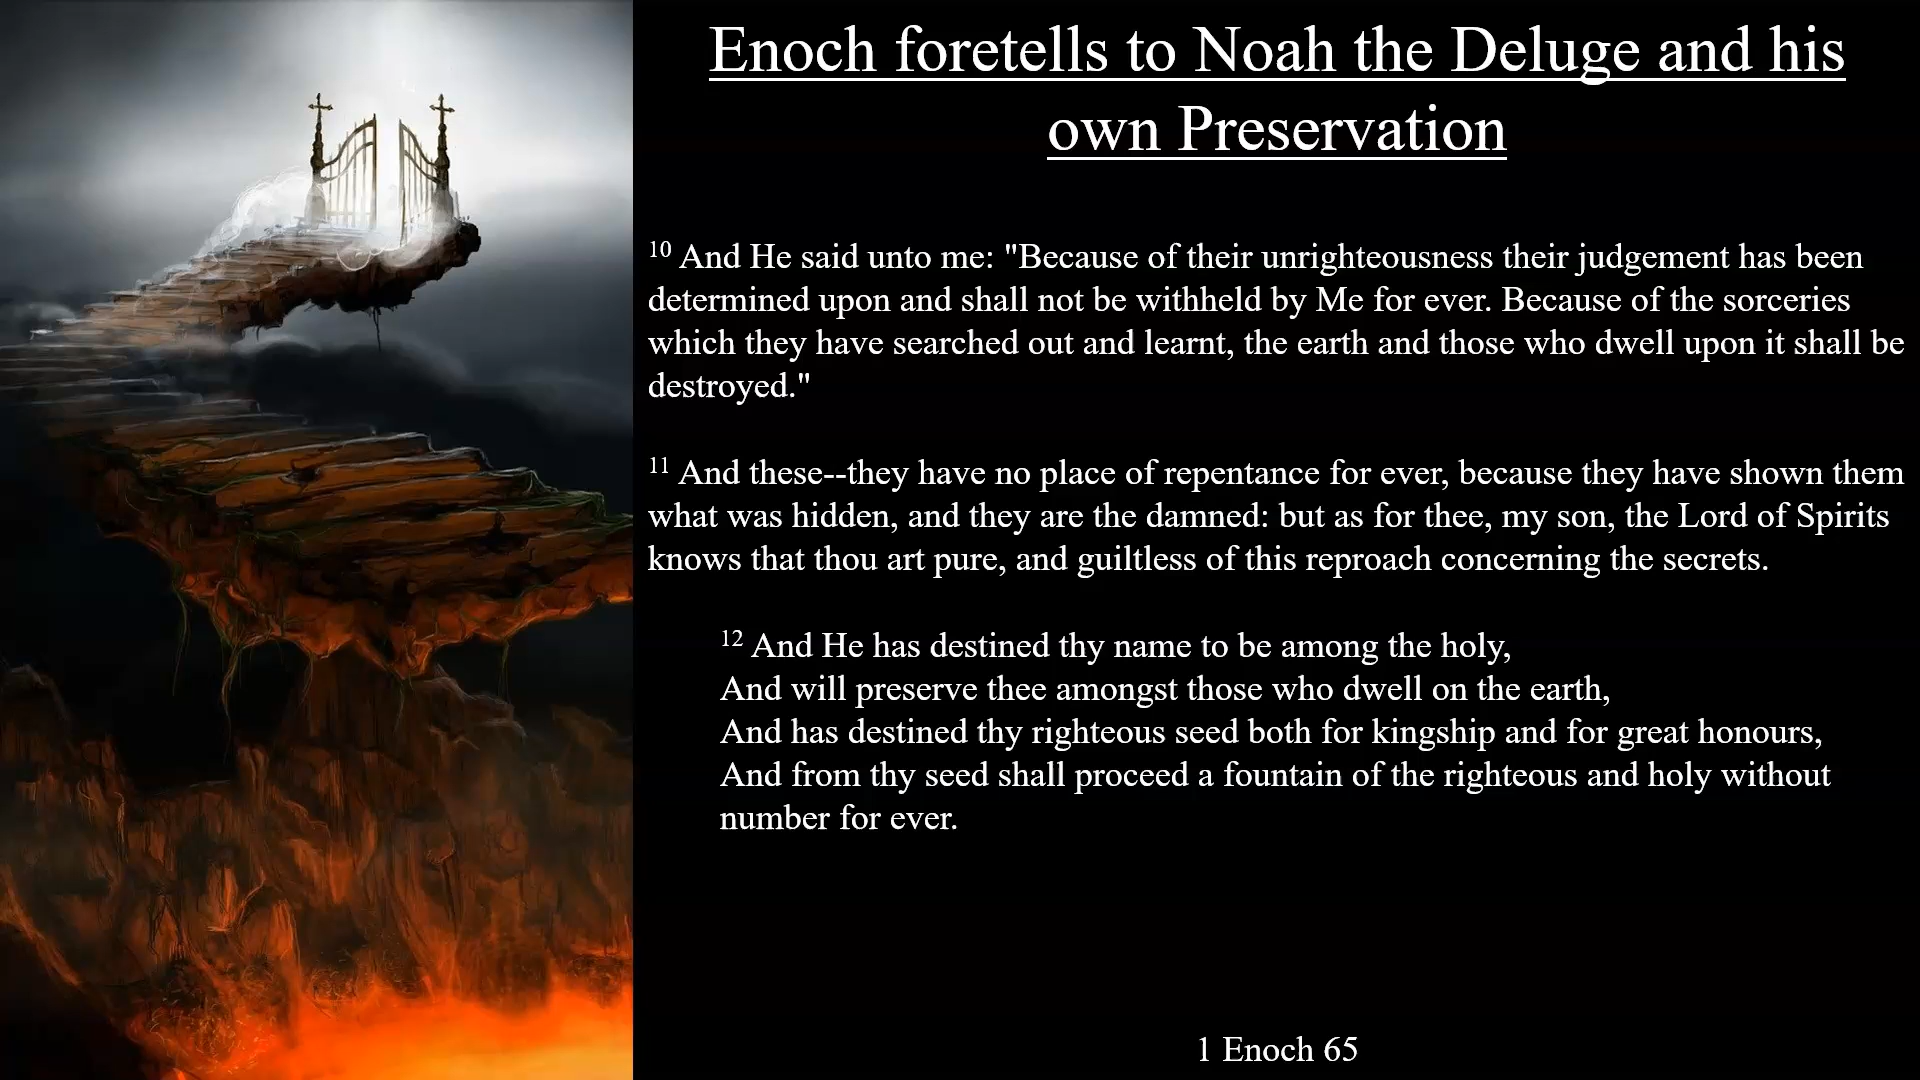 Enoch foretells to Noah the Deluge and his
own Preservation
10 And He said unto me: "Because of their unrighteousness their judgement has been
determined upon and shall not be withheld by Me for ever. Because of the sorceries
which they have searched out and learnt, the earth and those who dwell upon it shall be
destroyed."
11 And these--they have no place of repentance for ever, because they have shown them
what was hidden, and they are the damned: but as for thee, my son, the Lord of Spirits
knows that thou art pure, and guiltless of this reproach concerning the secrets.
12 And He has destined thy name to be among the holy,
And will preserve thee amongst those who dwell on the earth,
And has destined thy righteous seed both for kingship and for great honours,
And from thy seed shall proceed a fountain of the righteous and holy without
number for ever.
1 Enoch 65